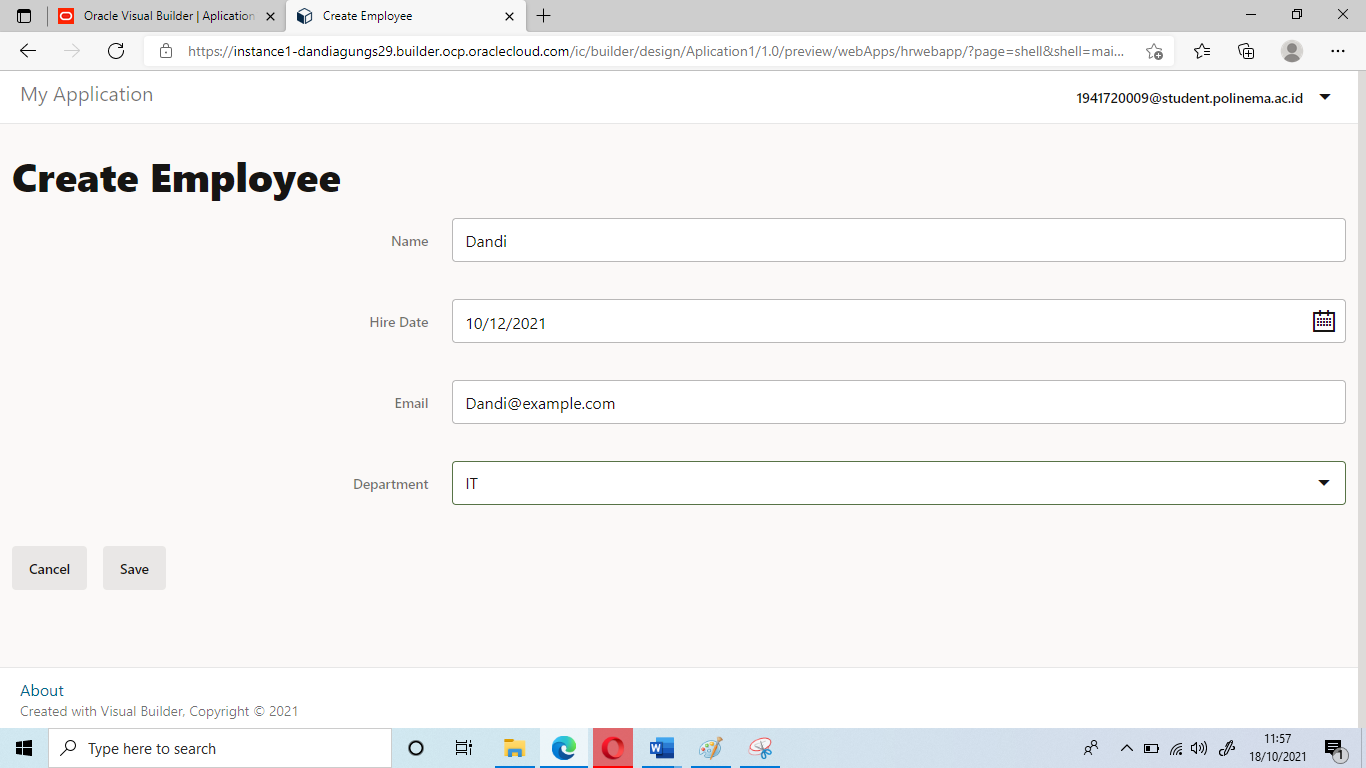 Oracle Visual Builder | Aplication
Create Employee
https://instance1-dandiagungs29.builder.ocp.oraclecloud.com/ic/builder/design/Aplication1/1.0/preview/webApps/hrwebapp/?page=shell&shell=mai...
My Application
1941720009@student.polinema.ac.id
Create Employee
Name
Dandi
Hire Date
10/12/2021
Email
Dandi@example.com
Department
IT
Cancel
Save
About
Created with Visual Builder, Copyright © 2021
Type here to search
11:57
18/10/2021
1